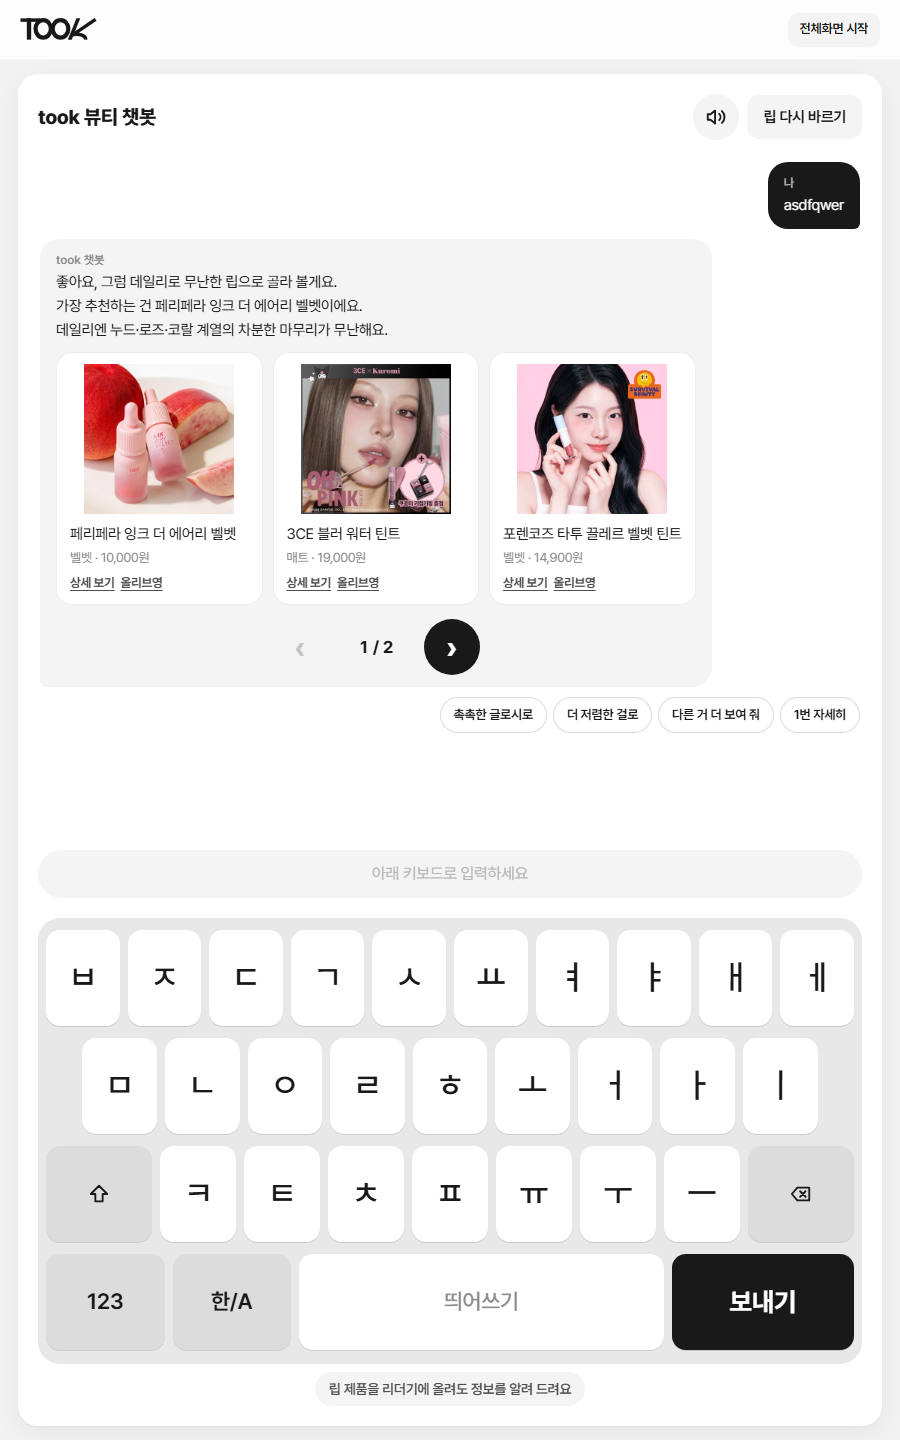 TOOK
전체화면 시작
took 뷰티 챗봇
립 다시 바르기
나
asdfqwer
took 챗봇
좋아요, 그럼 데일리로 무난한 립으로 골라 볼게요.
가장 추천하는 건 페리페라 잉크 더 에어리 벨벳이에요.
데일리엔 누드·로즈·코랄 계열의 차분한 마무리가 무난해요.
3CE × Kuromi
PINK
SURVIVAL
BEAUTY
페리페라 잉크 더 에어리 벨벳
벨벳 · 10,000원
상세 보기 올리브영
3CE 블러 워터 틴트
매트 · 19,000원
상세 보기 올리브영
포렌코즈 타투 끌레르 벨벳 틴트
벨벳 · 14,900원
상세 보기 올리브영
‹ 1 / 2 ›
촉촉한 글로시로 더 저렴한 걸로 다른 거 더 보여 줘 1번 자세히
아래 키보드로 입력하세요
ㅂ ㅈ ㄷ ㄱ ㅅ ㅛ ㅕ ㅑ ㅐ ㅔ
ㅁ ㄴ ㅇ ㄹ ㅎ ㅗ ㅓ ㅏ ㅣ
ㅋ ㅌ ㅊ ㅍ ㅠ ㅜ ㅡ
123 한/A 띄어쓰기 보내기
립 제품을 리더기에 올려도 정보를 알려 드려요